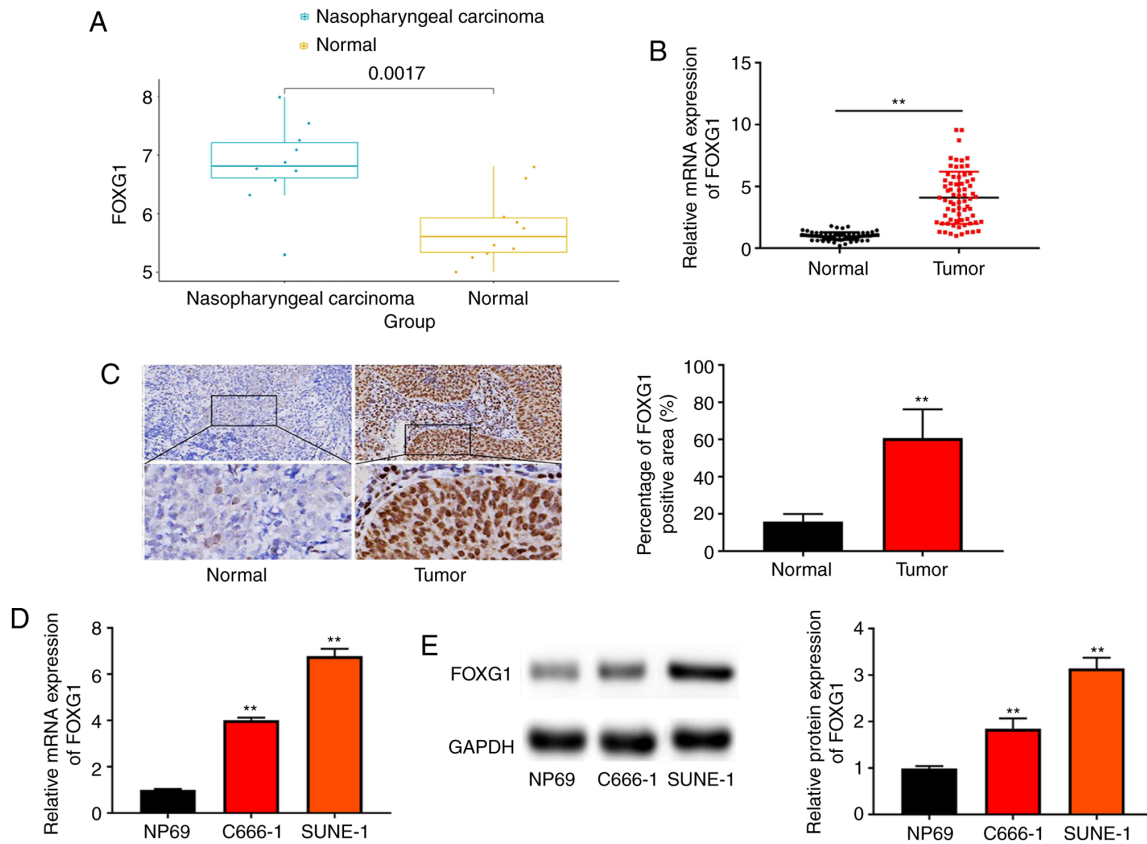 A
Nasopharyngeal carcinoma
Normal
0.0017
8
7
6
5
FOXG1
Nasopharyngeal carcinoma
Normal
Group
B
Relative mRNA expression
of FOXG1
15
10
5
0
**
Normal
Tumor
C
Normal
Tumor
Percentage of FOXG1
positive area (%)
100
80
60
40
20
0
**
Normal
Tumor
D
Relative mRNA expression
of FOXG1
8
6
4
2
0
**
**
NP69
C666-1
SUNE-1
E
FOXG1
GAPDH
NP69
C666-1
SUNE-1
Relative protein expression
of FOXG1
4
3
2
1
0
**
**
NP69
C666-1
SUNE-1